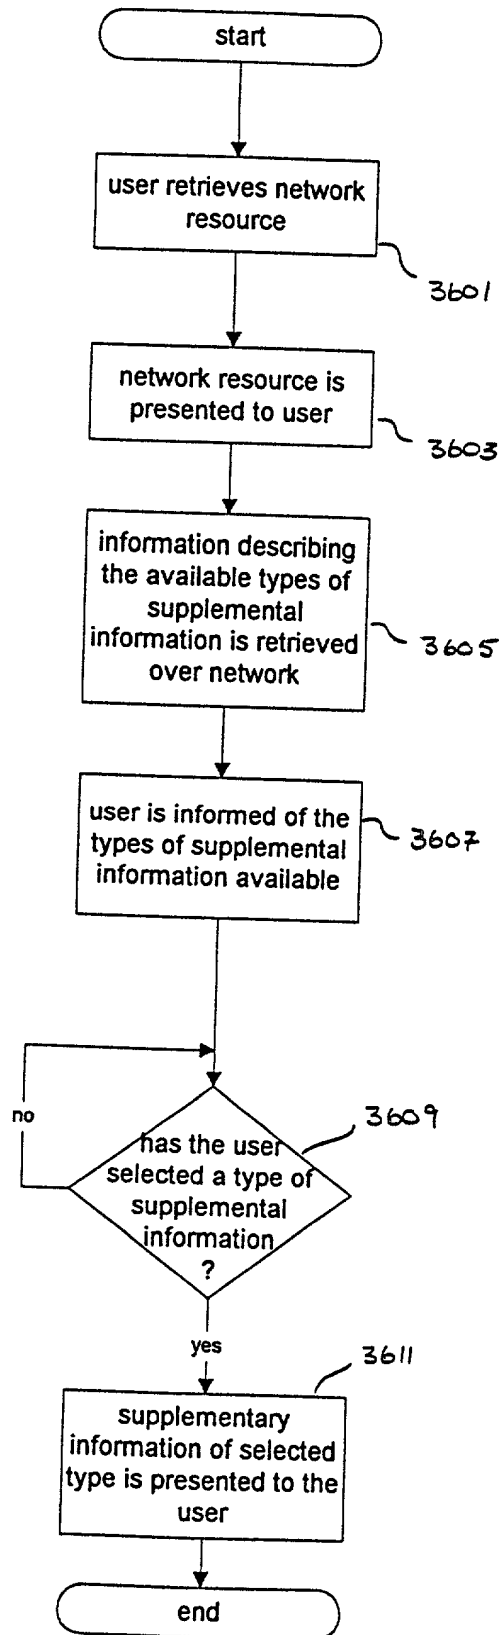 start
user retrieves network
resource
3601
network resource is
presented to user
3603
information describing
the available types of
supplemental
information is retrieved
over network
3605
user is informed of the
types of supplemental
information available
3607
no
has the user
selected a type of
supplemental
information
?
3609
yes
3611
supplementary
information of selected
type is presented to the
user
end